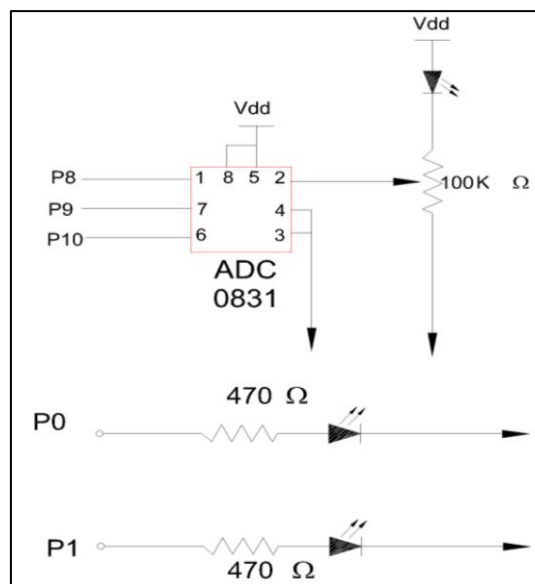 Vdd
Vdd
P8 1 8 5 2
100K Ω
P9 7 4
P10 6 3
ADC
0831
470 Ω
P0
P1
470 Ω